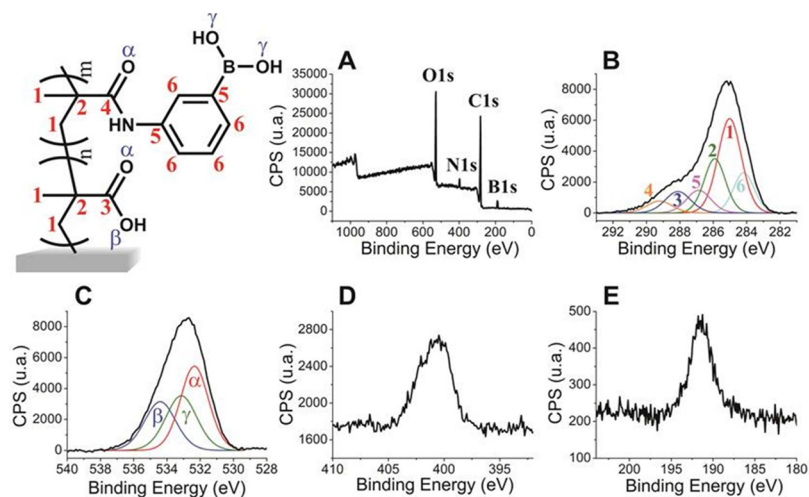 γ
HO
γ
B
OH
α
O
m
6
5
1
2
4
HN
5
6
6
6
1
n
α
O
1
2
3
OH
1
β
A
O1s
C1s
N1s
B1s
35000
30000
25000
20000
15000
10000
5000
0
CPS (u.a.)
1000 800 600 400 200 0
Binding Energy (eV)
B
8000
6000
4000
2000
0
CPS (u.a.)
1
2
3
4
5
6
292 290 288 286 284 282
Binding Energy (eV)
C
8000
6000
4000
2000
0
CPS (u.a.)
α
β
γ
540 538 536 534 532 530 528
Binding Energy (eV)
D
2800
2400
2000
1600
CPS (u.a.)
410 405 400 395
Binding Energy (eV)
E
500
400
300
200
100
CPS (u.a.)
200 195 190 185 180
Binding Energy (eV)